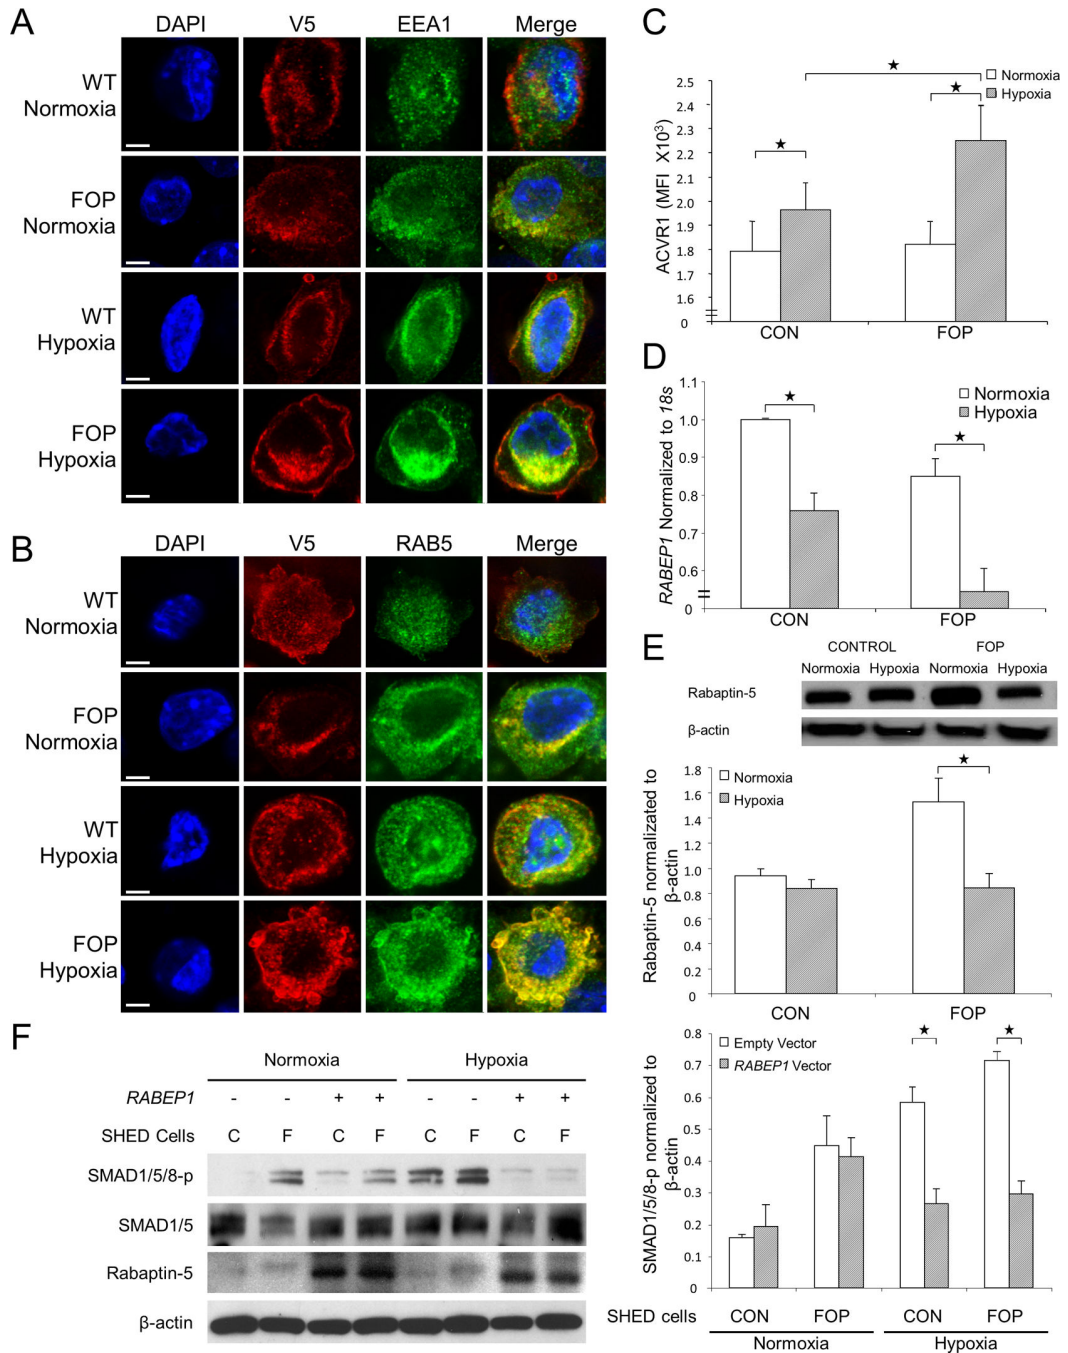 A
DAPI V5 EEA1 Merge
WT
Normoxia
FOP
Normoxia
WT
Hypoxia
FOP
Hypoxia
B
DAPI V5 RAB5 Merge
WT
Normoxia
FOP
Normoxia
WT
Hypoxia
FOP
Hypoxia
C
Normoxia
Hypoxia
ACVR1 (MFI X10³)
2.5
2.4
2.3
2.2
2.1
2.0
1.8
1.7
1.6
0
CON FOP
D
Normoxia
Hypoxia
RABEP1 Normalized to 18s
1.1
1.0
0.9
0.8
0.7
0.6
0
CON FOP
E
CONTROL FOP
Normoxia Hypoxia Normoxia Hypoxia
Rabaptin-5
β-actin
Normoxia
Hypoxia
Rabaptin-5 normalizated to
β-actin
1.8
1.6
1.4
1.2
1.0
0.8
0.6
0.4
0.2
0
CON FOP
F
Normoxia Hypoxia
RABEP1 - - + + - - + +
SHED Cells C F C F C F C F
SMAD1/5/8-p
SMAD1/5
Rabaptin-5
β-actin
Empty Vector
RABEP1 Vector
SMAD1/5/8-p normalized to
β-actin
0.8
0.7
0.6
0.5
0.4
0.3
0.2
0.1
0
SHED cells CON FOP CON FOP
Normoxia Hypoxia